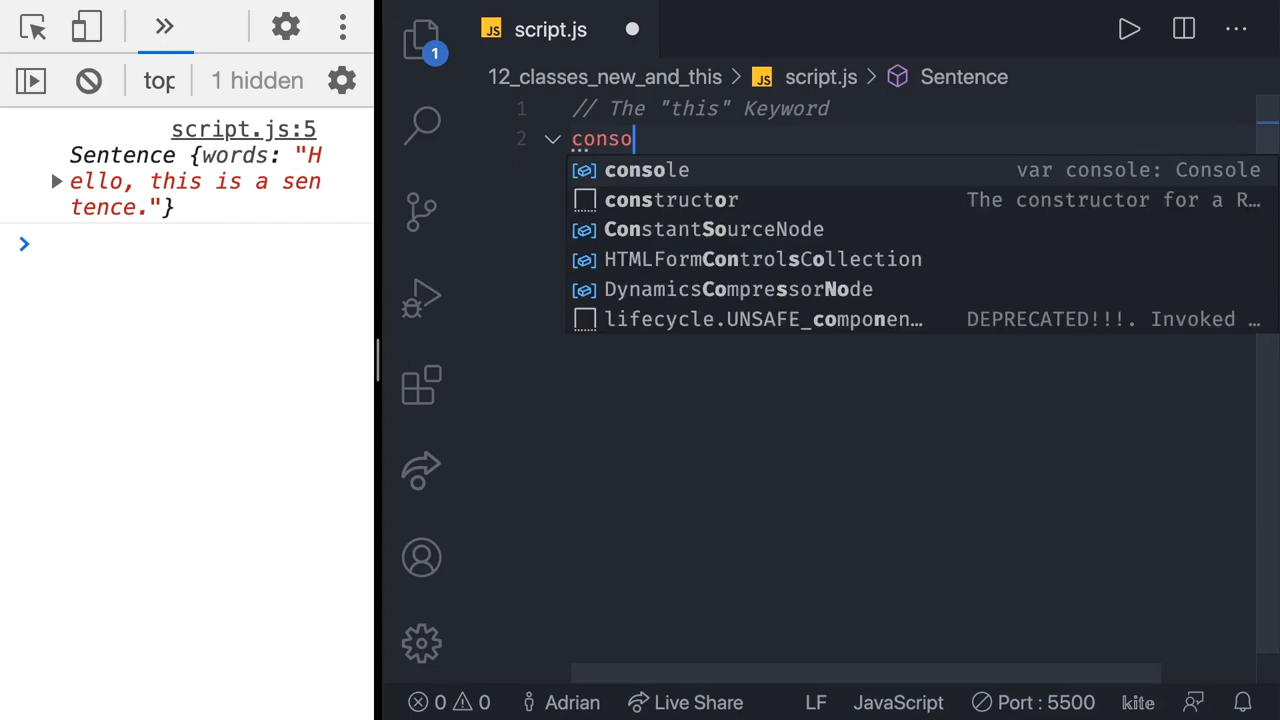 top
1 hidden
script.js:5
Sentence {words: "H
ello, this is a sen
tence."}
JS script.js
1
12_classes_new_and_this > JS script.js > Sentence
1 // The "this" Keyword
2 conso
console var console: Console
constructor The constructor for a R…
ConstantSourceNode
HTMLFormControlsCollection
DynamicsCompressorNode
lifecycle.UNSAFE_componen… DEPRECATED!!!. Invoked …
0 0 Adrian Live Share LF JavaScript Port : 5500 kite